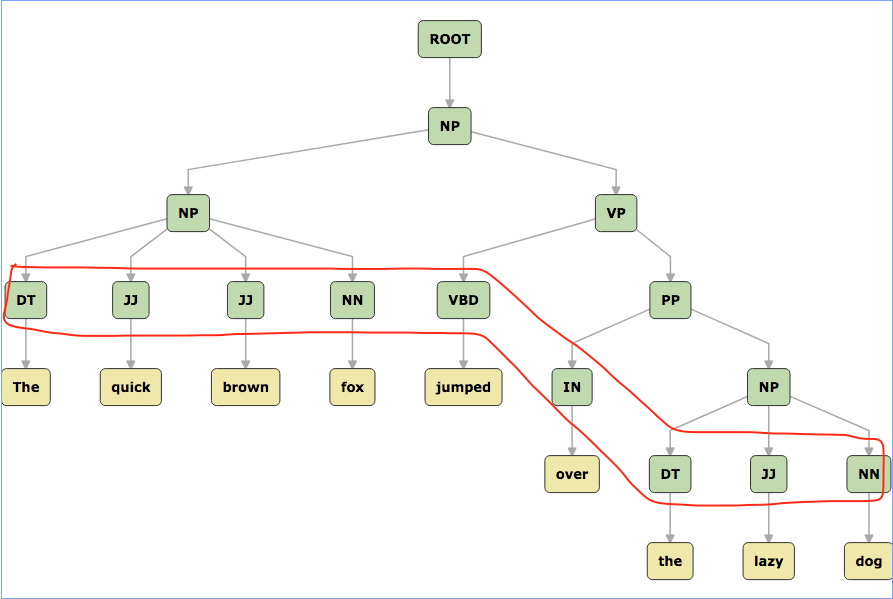 ROOT
NP
NP VP
DT JJ JJ NN VBD PP
The quick brown fox jumped IN NP
over DT JJ NN
the lazy dog